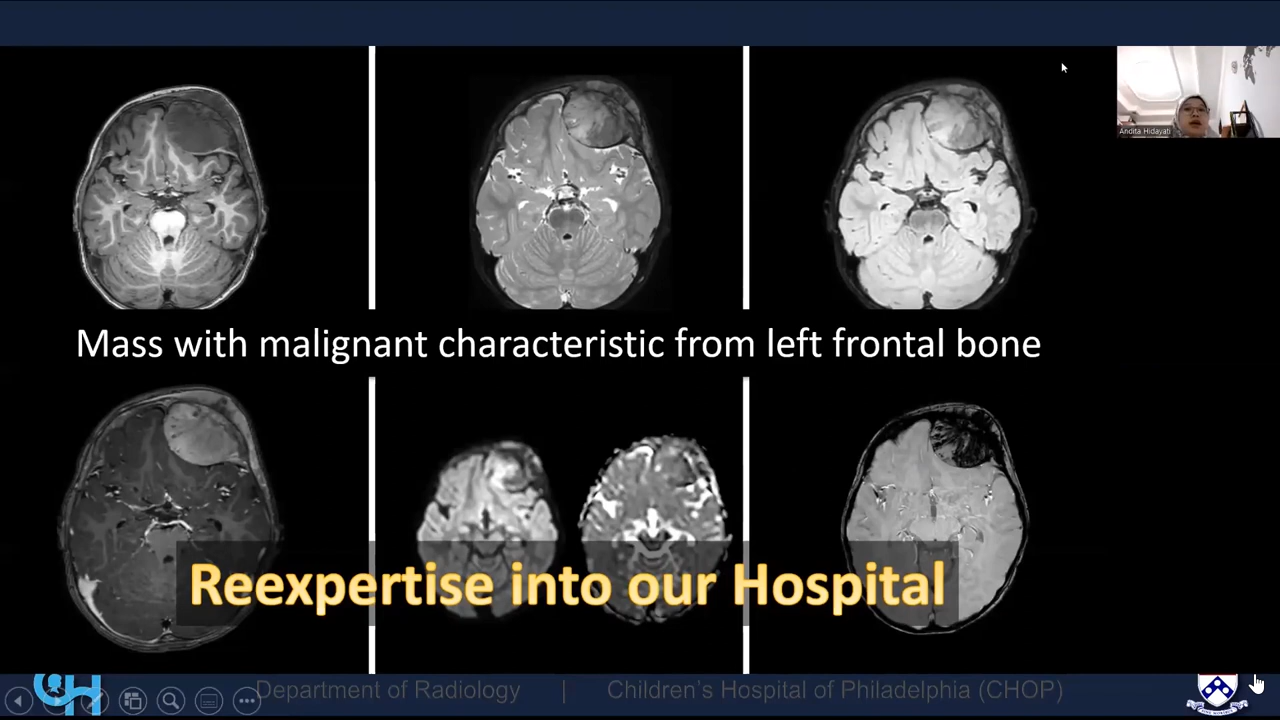 Andita Hidayati
Mass with malignant characteristic from left frontal bone
Reexpertise into our Hospital
Department of Radiology | Children's Hospital of Philadelphia (CHOP)